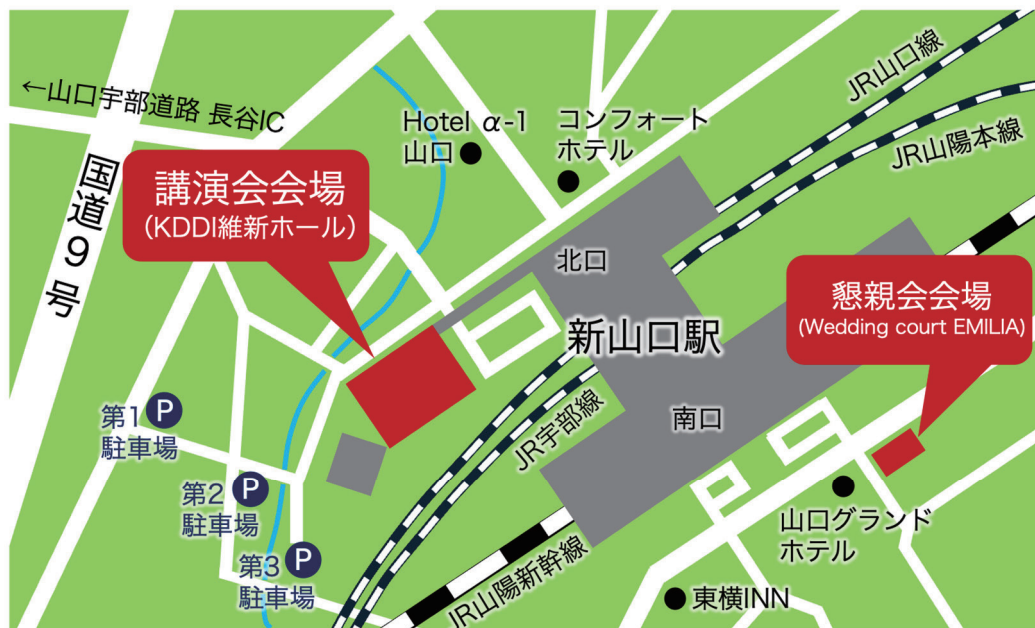 ←山口宇部道路 長谷IC
国道9号
Hotel α-1
山口
コンフォート
ホテル
JR山口線
JR山陽本線
講演会会場
(KDDI維新ホール)
北口
新山口駅
懇親会会場
(Wedding court EMILIA)
南口
JR宇部線
第1
駐車場
P
第2
駐車場
P
第3
駐車場
P
JR山陽新幹線
山口グランド
ホテル
東横INN